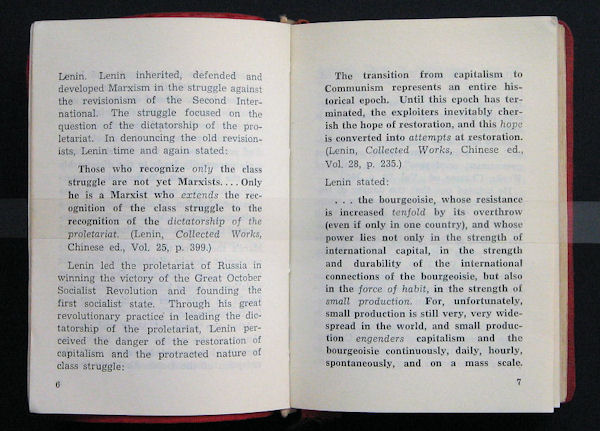 Lenin. Lenin inherited, defended and
developed Marxism in the struggle against
the revisionism of the Second Inter-
national. The struggle focused on the
question of the dictatorship of the pro-
letariat. In denouncing the old revision-
ists, Lenin time and again stated:
Those who recognize only the class
struggle are not yet Marxists. . . . Only
he is a Marxist who extends the rec-
ognition of the class struggle to the
recognition of the dictatorship of the
proletariat. (Lenin, Collected Works,
Chinese ed., Vol. 25, p. 399.)
Lenin led the proletariat of Russia in
winning the victory of the Great October
Socialist Revolution and founding the
first socialist state. Through his great
revolutionary practice in leading the dic-
tatorship of the proletariat, Lenin per-
ceived the danger of the restoration of
capitalism and the protracted nature of
class struggle:
6
The transition from capitalism to
Communism represents an entire his-
torical epoch. Until this epoch has ter-
minated, the exploiters inevitably cher-
ish the hope of restoration, and this hope
is converted into attempts at restoration.
(Lenin, Collected Works, Chinese ed.,
Vol. 28, p. 235.)
Lenin stated:
. . . the bourgeoisie, whose resistance
is increased tenfold by its overthrow
(even if only in one country), and whose
power lies not only in the strength of
international capital, in the strength
and durability of the international
connections of the bourgeoisie, but also
in the force of habit, in the strength of
small production. For, unfortunately,
small production is still very, very wide-
spread in the world, and small produc-
tion engenders capitalism and the
bourgeoisie continuously, daily, hourly,
spontaneously, and on a mass scale.
7